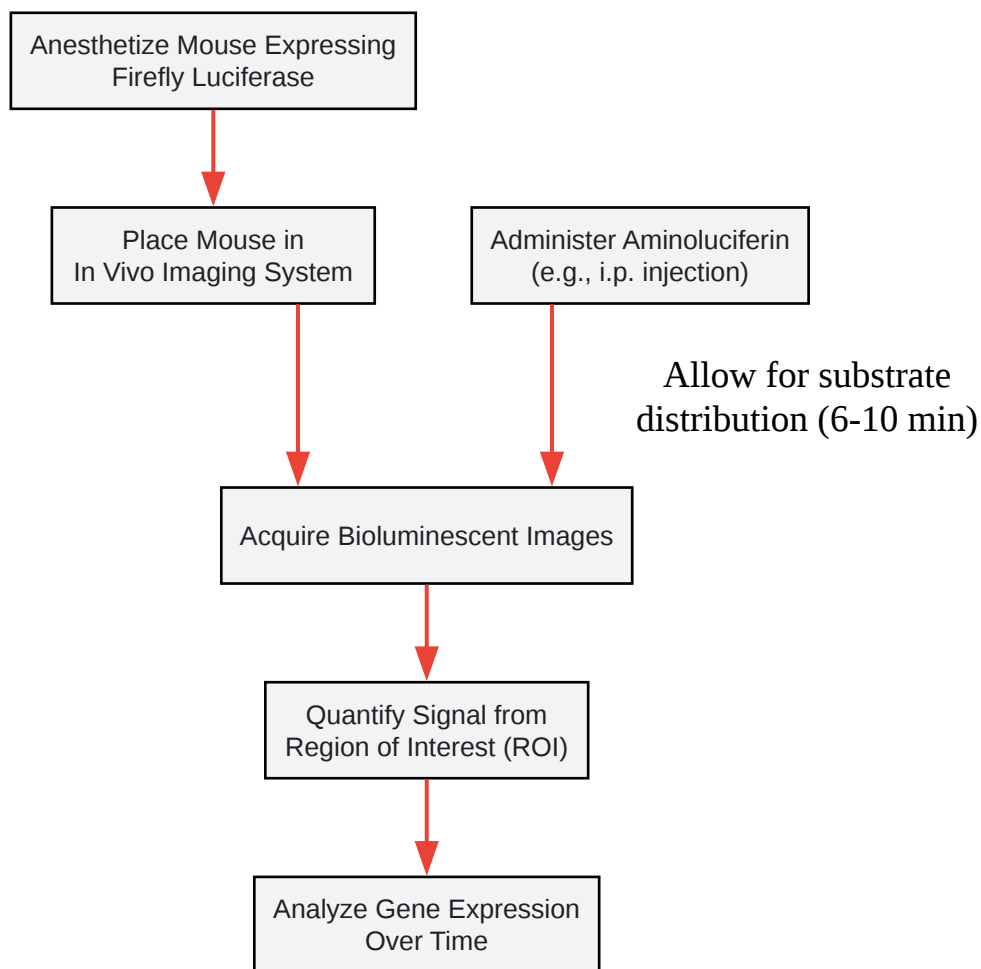 Anesthetize Mouse Expressing
Firefly Luciferase
Place Mouse in
In Vivo Imaging System
Administer Aminoluciferin
(e.g., i.p. injection)
Allow for substrate
distribution (6-10 min)
Acquire Bioluminescent Images
Quantify Signal from
Region of Interest (ROI)
Analyze Gene Expression
Over Time